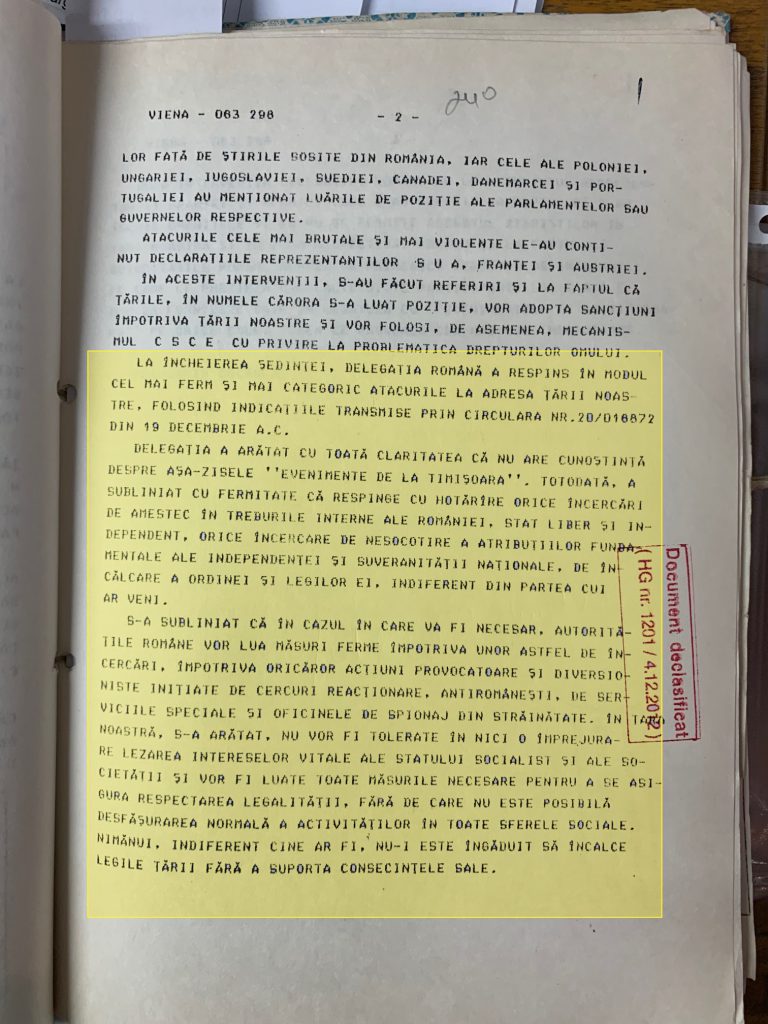 VIENA - 063 296 - 2 -
240
LOR FAȚĂ DE ȘTIRILE SOSITE DIN ROMÂNIA, IAR CELE ALE POLONIEI,
UNGARIEI, IUGOSLAVIEI, SUEDIEI, CANADEI, DANEMARCEI ȘI POR-
TUGALIEI AU MENȚIONAT LUĂRILE DE POZIȚIE ALE PARLAMENTELOR SAU
GUVERNELOR RESPECTIVE.
ATACURILE CELE MAI BRUTALE ȘI MAI VIOLENTE LE-AU CONȚI-
NUT DECLARAȚIILE REPREZENTANȚILOR S U A, FRANȚEI ȘI AUSTRIEI.
ÎN ACESTE INTERVENȚII, S-AU FĂCUT REFERIRI ȘI LA FAPTUL CĂ
ȚĂRILE, ÎN NUMELE CĂRORA S-A LUAT POZIȚIE, VOR ADOPTA SANCȚIUNI
ÎMPOTRIVA ȚĂRII NOASTRE ȘI VOR FOLOSI, DE ASEMENEA, MECANIS-
MUL C S C E CU PRIVIRE LA PROBLEMATICA DREPTURILOR OMULUI.
LA ÎNCHEIEREA ȘEDINȚEI, DELEGAȚIA ROMÂNĂ A RESPINS ÎN MODUL
CEL MAI FERM ȘI MAI CATEGORIC ATACURILE LA ADRESA ȚĂRII NOAS-
TRE, FOLOSIND INDICAȚIILE TRANSMISE PRIN CIRCULARA NR.20/016872
DIN 19 DECEMBRIE A.C.
DELEGAȚIA A ARĂTAT CU TOATĂ CLARITATEA CĂ NU ARE CUNOȘTINȚĂ
DESPRE AȘA-ZISELE ''EVENIMENTE DE LA TIMIȘOARA''. TOTODATĂ, A
SUBLINIAT CU FERMITATE CĂ RESPINGE CU HOTĂRÎRE ORICE ÎNCERCĂRI
DE AMESTEC ÎN TREBURILE INTERNE ALE ROMÂNIEI, STAT LIBER ȘI IN-
DEPENDENT, ORICE ÎNCERCARE DE NESOCOTIRE A ATRIBUȚIILOR FUNDA-
MENTALE ALE INDEPENDENȚEI ȘI SUVERANITĂȚII NAȚIONALE, DE ÎN-
CĂLCARE A ORDINEI ȘI LEGILOR EI, INDIFERENT DIN PARTEA CUI
AR VENI.
S-A SUBLINIAT CĂ ÎN CAZUL ÎN CARE VA FI NECESAR, AUTORITĂ-
ȚILE ROMÂNE VOR LUA MĂSURI FERME ÎMPOTRIVA UNOR ASTFEL DE ÎN-
CERCĂRI, ÎMPOTRIVA ORICĂROR ACȚIUNI PROVOCATOARE ȘI DIVERSIO-
NISTE INIȚIATE DE CERCURI REACȚIONARE, ANTIROMÂNEȘTI, DE SER-
VICIILE SPECIALE ȘI OFICINELE DE SPIONAJ DIN STRĂINĂTATE. ÎN ȚARA
NOASTRĂ, S-A ARĂTAT, NU VOR FI TOLERATE ÎN NICI O ÎMPREJURA-
RE LEZAREA INTERESELOR VITALE ALE STATULUI SOCIALIST ȘI ALE SO-
CIETĂȚII ȘI VOR FI LUATE TOATE MĂSURILE NECESARE PENTRU A SE ASI-
GURA RESPECTAREA LEGALITĂȚII, FĂRĂ DE CARE NU ESTE POSIBILĂ
DESFĂȘURAREA NORMALĂ A ACTIVITĂȚILOR ÎN TOATE SFERELE SOCIALE.
NIMĂNUI, INDIFERENT CINE AR FI, NU-I ESTE ÎNGĂDUIT SĂ ÎNCALCE
LEGILE ȚĂRII FĂRĂ A SUPORTA CONSECINȚELE SALE.
Document declasificat
( HG nr. 1201 / 4.12.2012 )